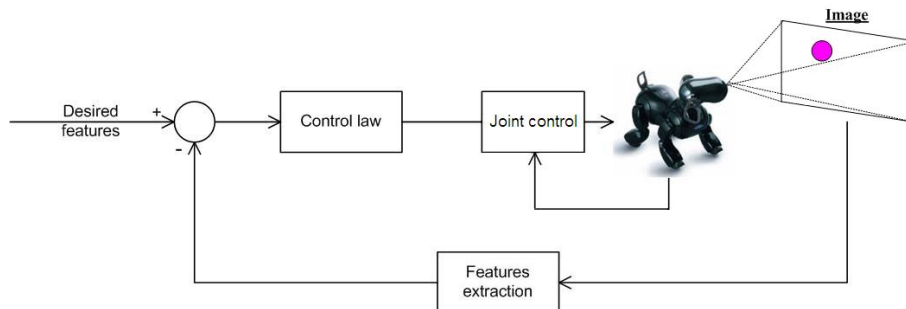 Image
Desired
features
+
-
Control law
Joint control
Features
extraction